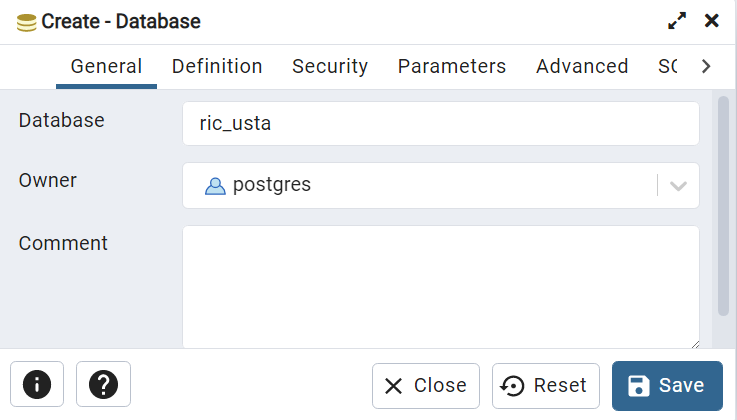 Create - Database
General Definition Security Parameters Advanced
Database ric_usta
Owner postgres
Comment
Close Reset Save